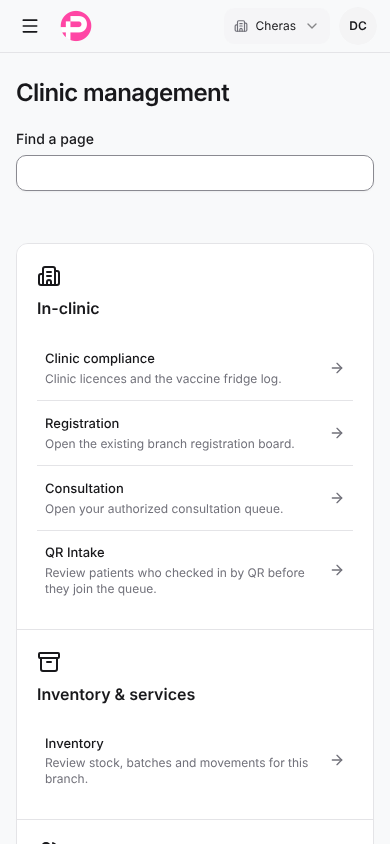 Cheras
DC
Clinic management
Find a page
In-clinic
Clinic compliance
Clinic licences and the vaccine fridge log.
Registration
Open the existing branch registration board.
Consultation
Open your authorized consultation queue.
QR Intake
Review patients who checked in by QR before
they join the queue.
Inventory & services
Inventory
Review stock, batches and movements for this
branch.